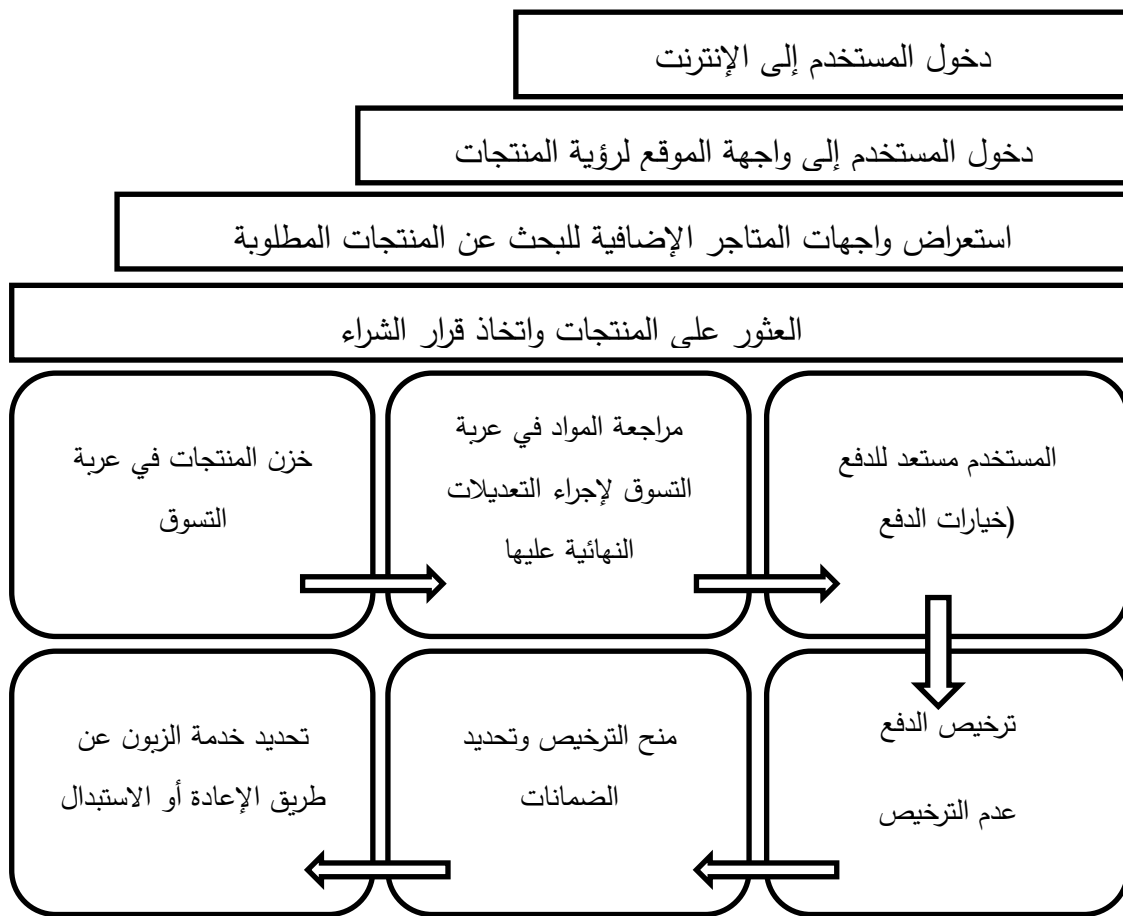 دخول المستخدم إلى الإنترنت
دخول المستخدم إلى واجهة الموقع لرؤية المنتجات
استعراض واجهات المتاجر الإضافية للبحث عن المنتجات المطلوبة
العثور على المنتجات واتخاذ قرار الشراء
خزن المنتجات في عربة
التسوق
مراجعة المواد في عربة
التسوق لإجراء التعديلات
النهائية عليها
المستخدم مستعد للدفع
(خيارات الدفع
ترخيص الدفع
عدم الترخيص
منح الترخيص وتحديد
الضمانات
تحديد خدمة الزبون عن
طريق الإعادة أو الاستبدال